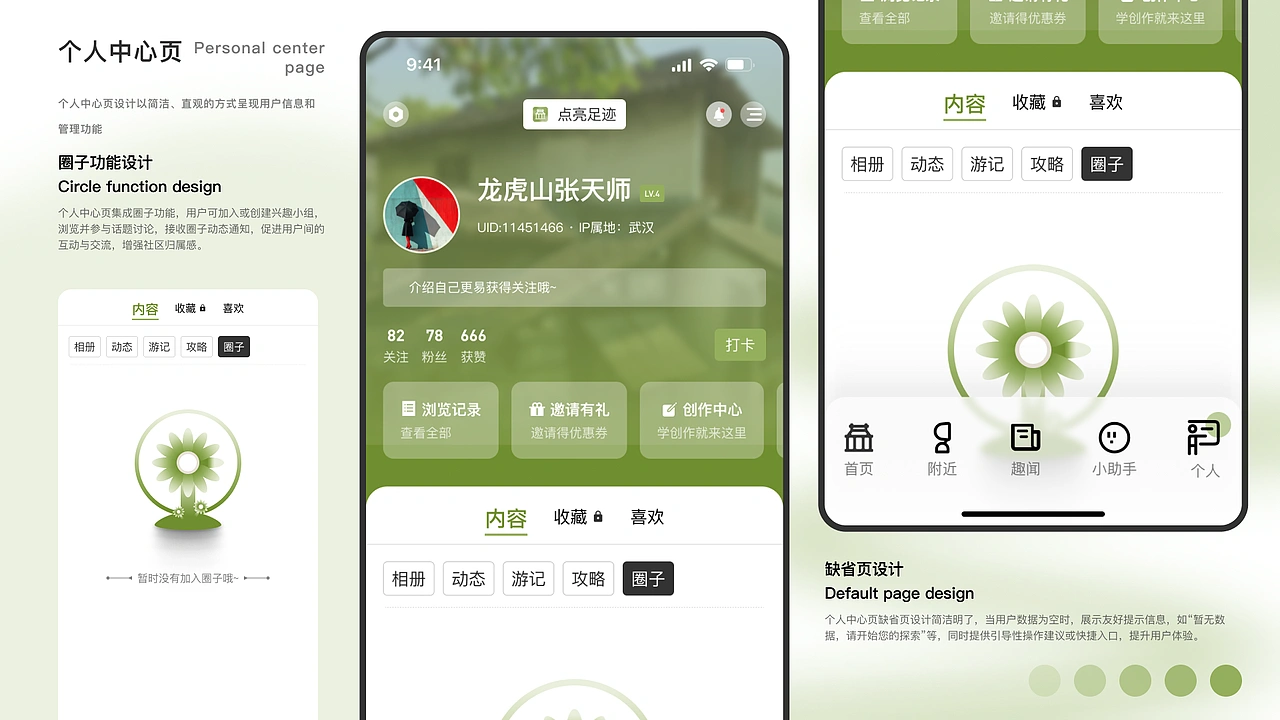 个人中心页 Personal center
page
个人中心页设计以简洁、直观的方式呈现用户信息和
管理功能
圈子功能设计
Circle function design
个人中心页集成圈子功能，用户可加入或创建兴趣小组，
浏览并参与话题讨论，接收圈子动态通知，促进用户间的
互动与交流，增强社区归属感。
内容 收藏 喜欢
相册 动态 游记 攻略 圈子
暂时没有加入圈子哦~
9:41
点亮足迹
龙虎山张天师 LV.4
UID:11451466 · IP属地：武汉
介绍自己更易获得关注哦~
82 78 666
关注 粉丝 获赞
打卡
浏览记录 邀请有礼 创作中心
查看全部 邀请得优惠券 学创作就来这里
内容 收藏 喜欢
相册 动态 游记 攻略 圈子
查看全部 邀请得优惠券 学创作就来这里
内容 收藏 喜欢
相册 动态 游记 攻略 圈子
首页 附近 趣闻 小助手 个人
缺省页设计
Default page design
个人中心页缺省页设计简洁明了，当用户数据为空时，展示友好提示信息，如“暂无数
据，请开始您的探索”等，同时提供引导性操作建议或快捷入口，提升用户体验。